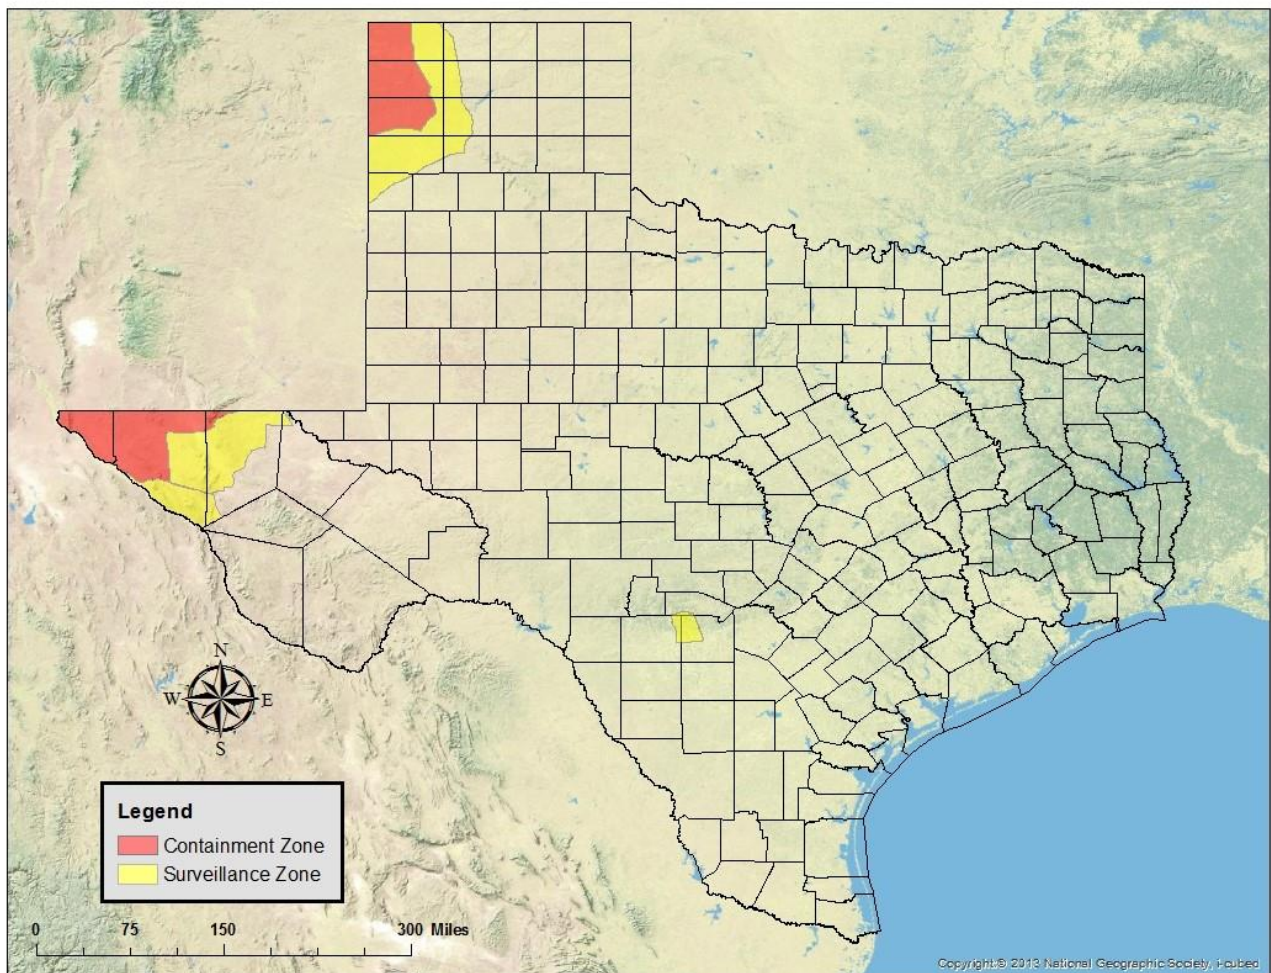 N
W E
S
Legend
Containment Zone
Surveillance Zone
0 75 150 300 Miles
Copyright:© 2013 National Geographic Society, i-cubed